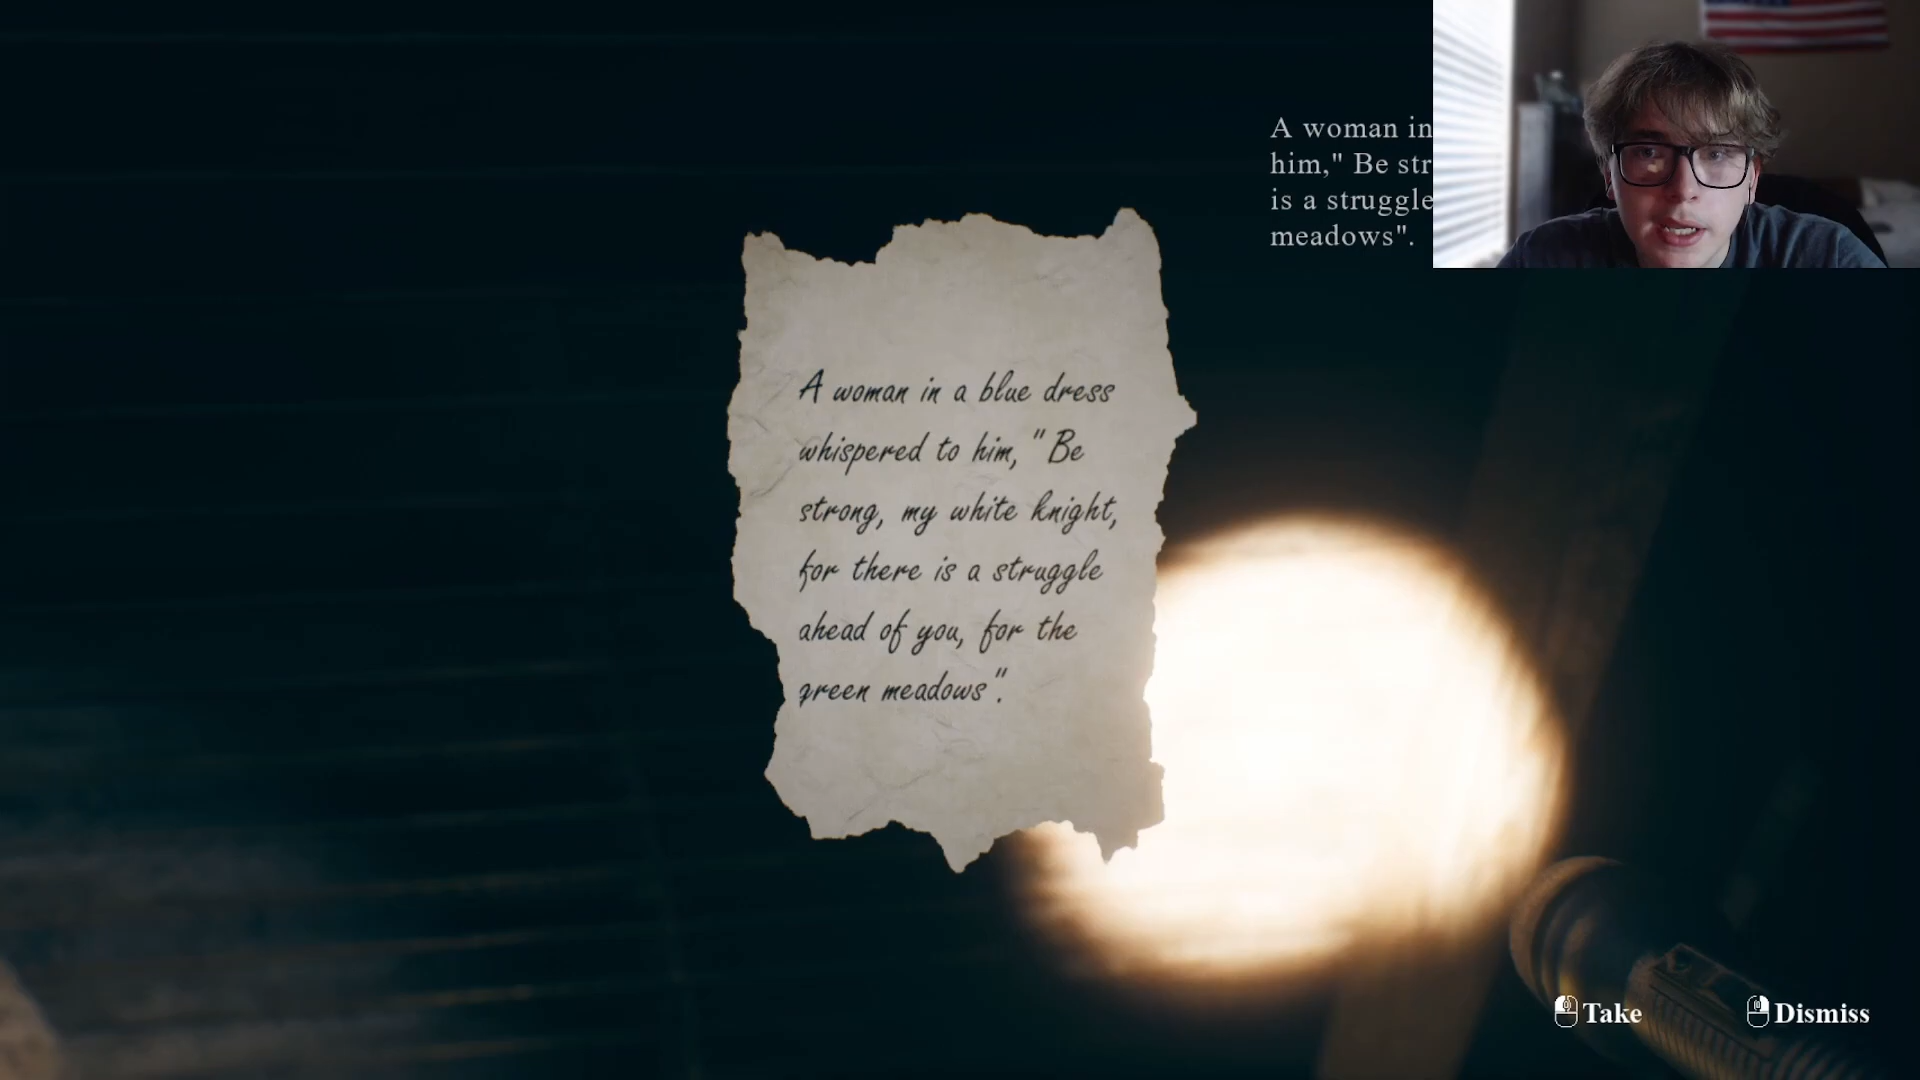 A woman in
him," Be str
is a struggle
meadows".
A woman in a blue dress
whispered to him, " Be
strong, my white knight,
for there is a struggle
ahead of you, for the
green meadows".
Take
Dismiss